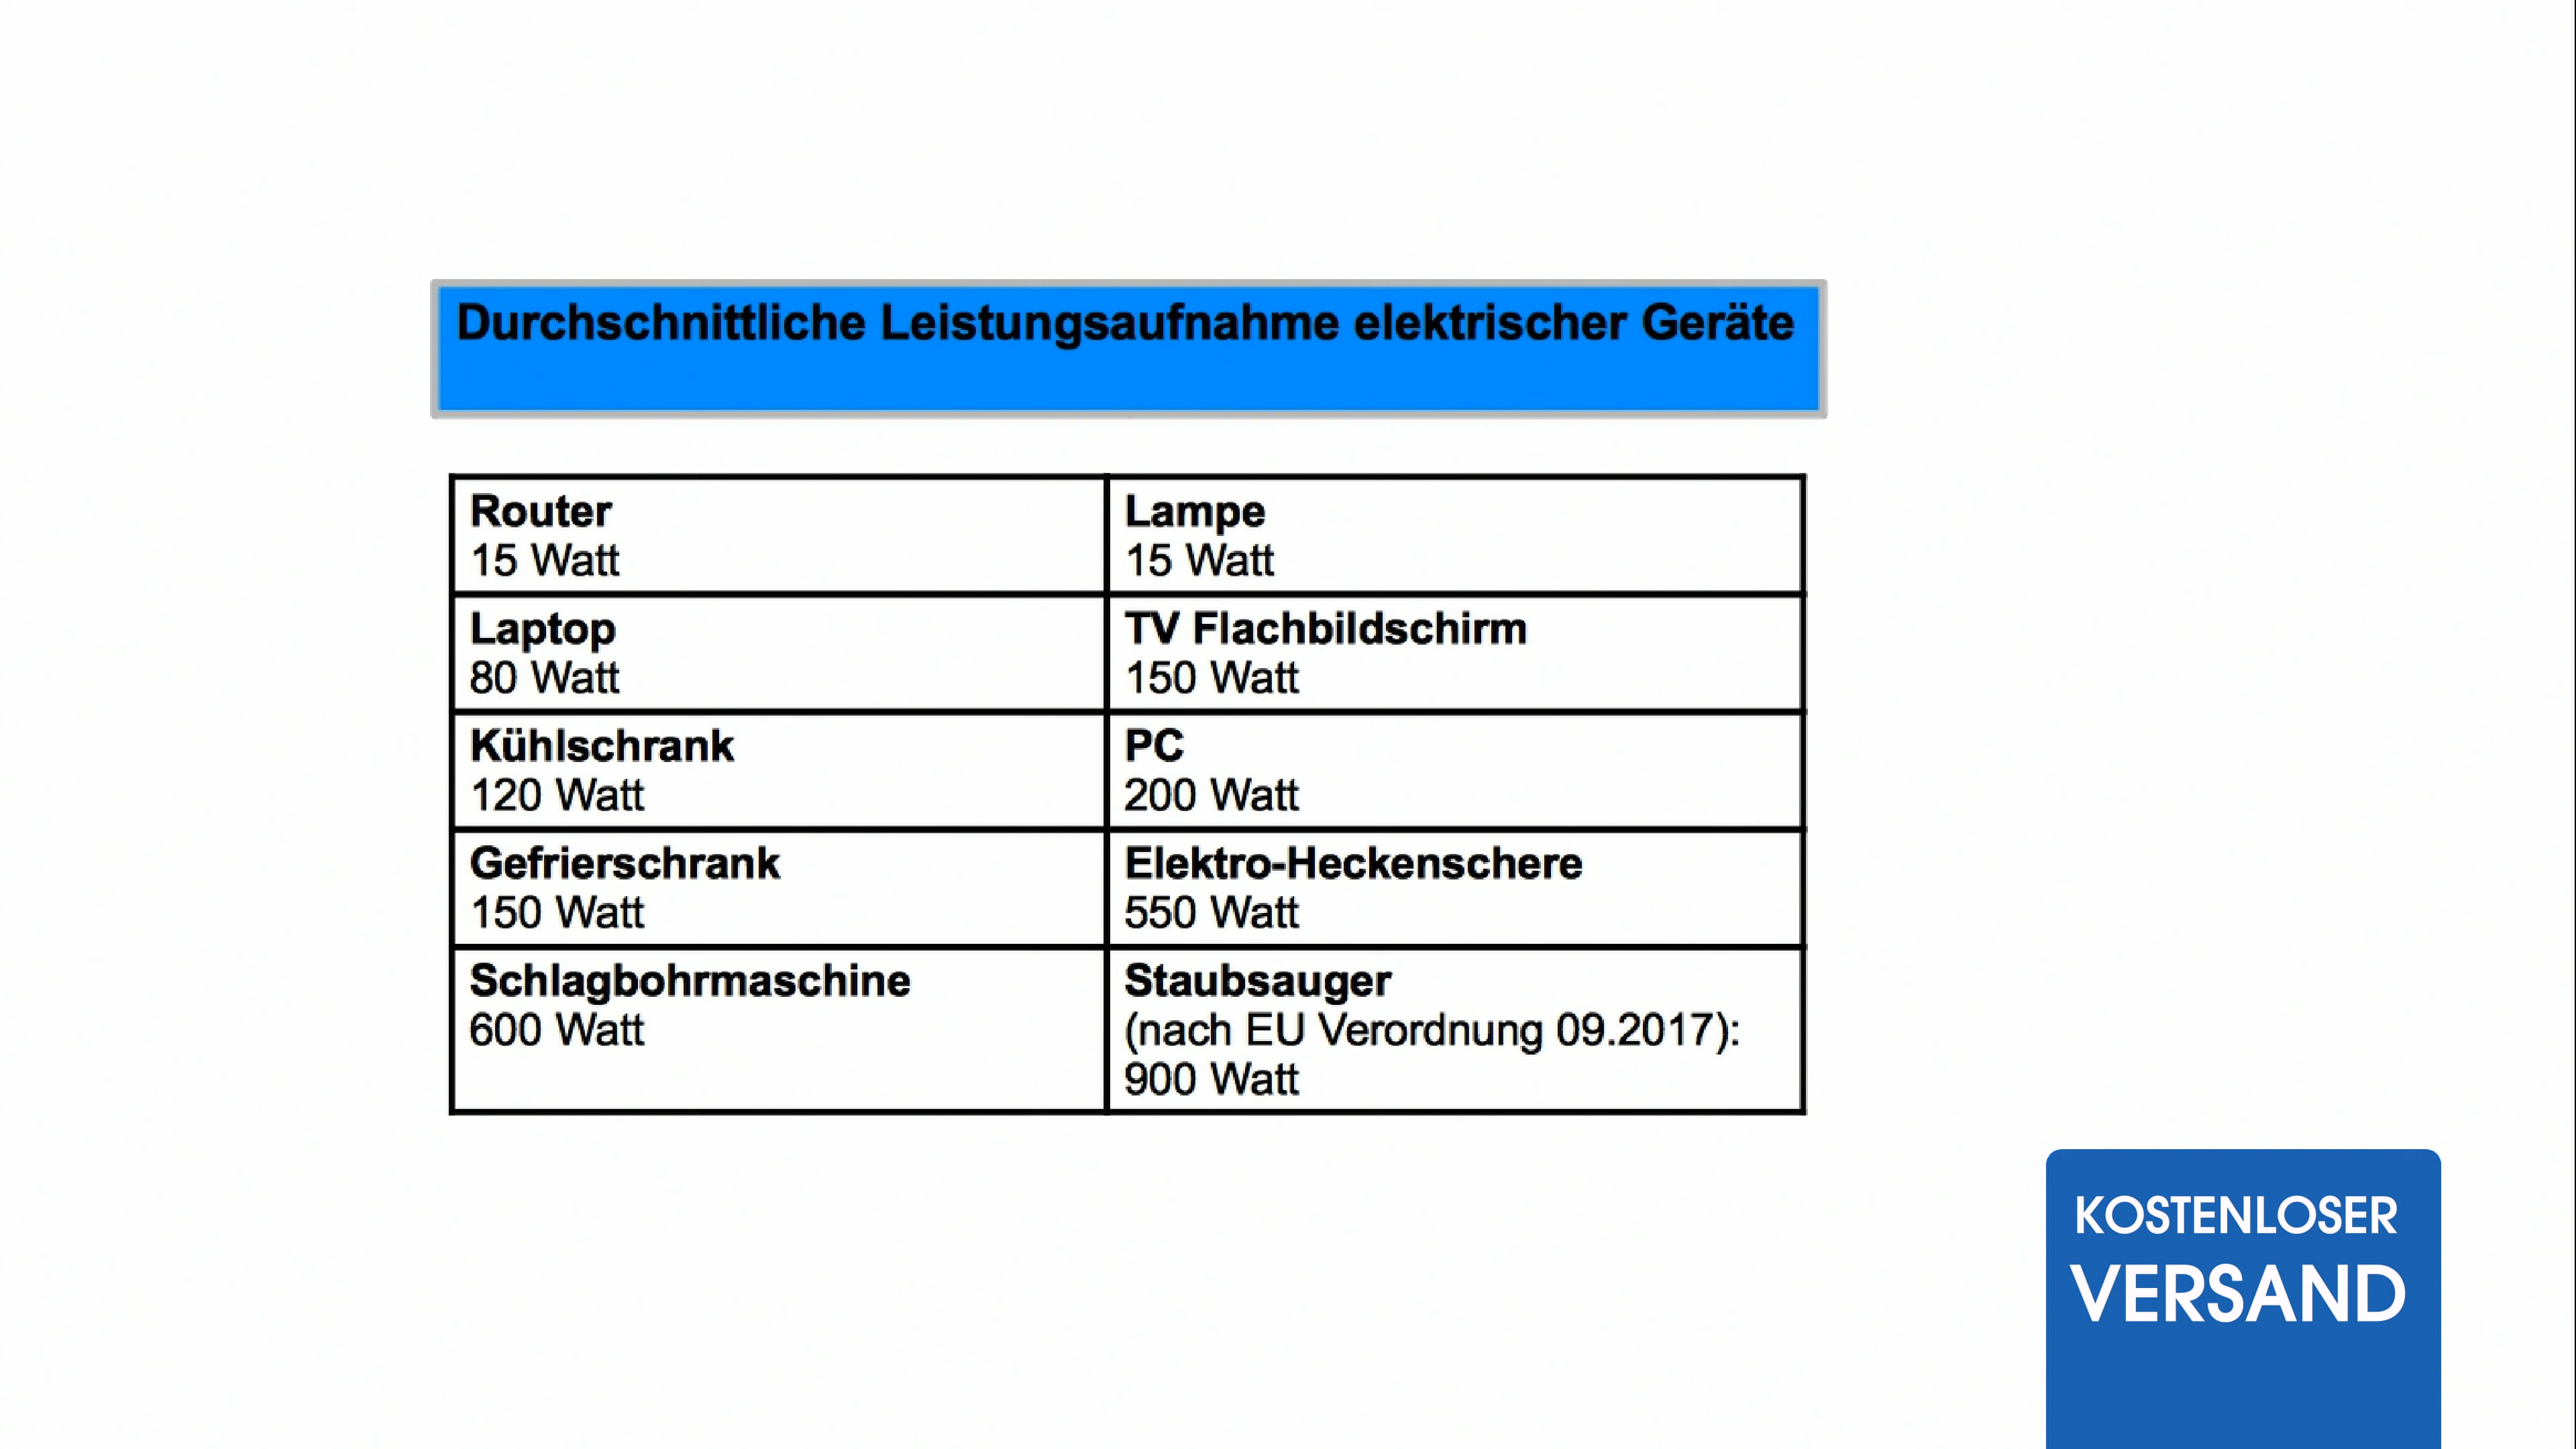 Durchschnittliche Leistungsaufnahme elektrischer Geräte
Router
15 Watt
Lampe
15 Watt
Laptop
80 Watt
TV Flachbildschirm
150 Watt
Kühlschrank
120 Watt
PC
200 Watt
Gefrierschrank
150 Watt
Elektro-Heckenschere
550 Watt
Schlagbohrmaschine
600 Watt
Staubsauger
(nach EU Verordnung 09.2017):
900 Watt
KOSTENLOSER
VERSAND